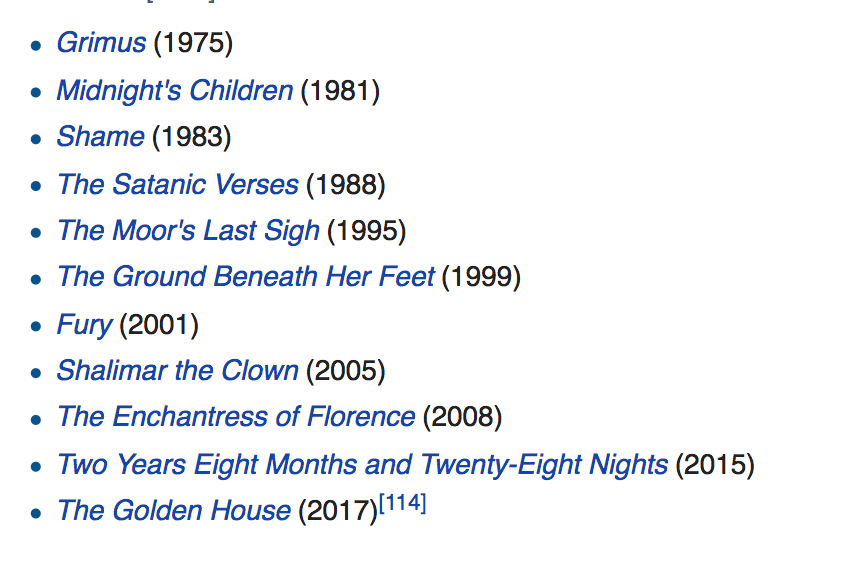 • Grimus (1975)
• Midnight's Children (1981)
• Shame (1983)
• The Satanic Verses (1988)
• The Moor's Last Sigh (1995)
• The Ground Beneath Her Feet (1999)
• Fury (2001)
• Shalimar the Clown (2005)
• The Enchantress of Florence (2008)
• Two Years Eight Months and Twenty-Eight Nights (2015)
• The Golden House (2017)[114]